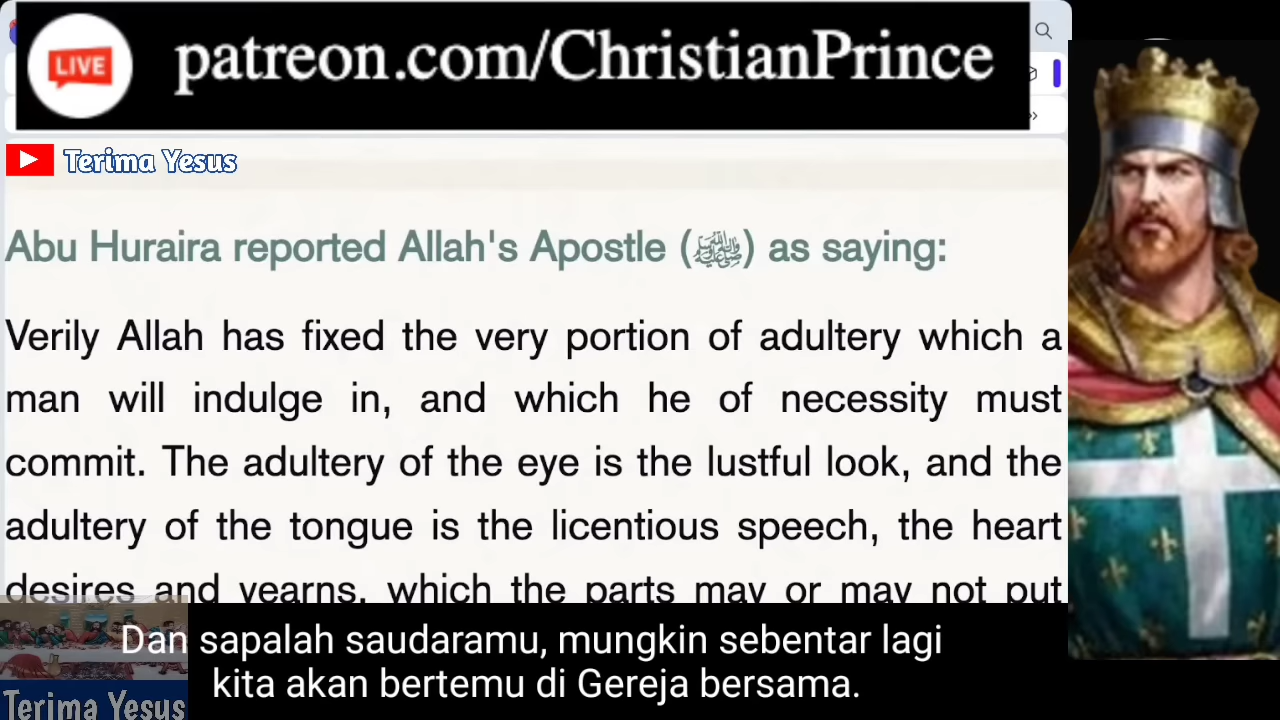 LIVE
patreon.com/ChristianPrince
Terima Yesus
Abu Huraira reported Allah's Apostle (ﷺ) as saying:
Verily Allah has fixed the very portion of adultery which a
man will indulge in, and which he of necessity must
commit. The adultery of the eye is the lustful look, and the
adultery of the tongue is the licentious speech, the heart
desires and yearns, which the parts may or may not put
Dan sapalah saudaramu, mungkin sebentar lagi
kita akan bertemu di Gereja bersama.
Terima Yesus